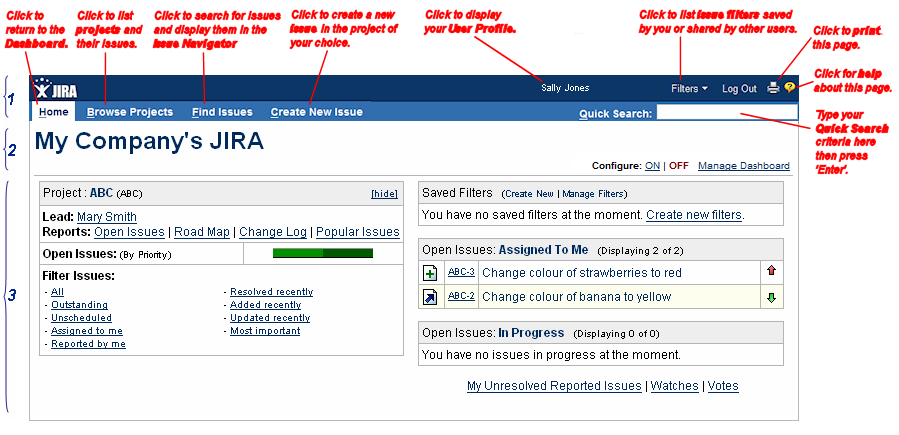 Click to
return to the
Dashboard.
Click to list
projects and
their issues.
Click to search for issues
and display them in the
Issue Navigator
Click to create a new
issue in the project of
your choice.
Click to display
your User Profile.
Click to list issue filters saved
by you or shared by other users.
Click to print
this page.
Click for help
about this page.
1
JIRA
Sally Jones
Filters
Log Out
?
Home
Browse Projects
Find Issues
Create New Issue
Quick Search:
Type your
Quick Search
criteria here
then press
'Enter'.
2
My Company's JIRA
Configure: ON | OFF Manage Dashboard
3
Project : ABC (ABC) [hide]
Lead: Mary Smith
Reports: Open Issues | Road Map | Change Log | Popular Issues
Open Issues: (By Priority)
Filter Issues:
- All
- Outstanding
- Unscheduled
- Assigned to me
- Reported by me
- Resolved recently
- Added recently
- Updated recently
- Most important
Saved Filters (Create New | Manage Filters)
You have no saved filters at the moment. Create new filters.
Open Issues: Assigned To Me (Displaying 2 of 2)
ABC-3 Change colour of strawberries to red
ABC-2 Change colour of banana to yellow
Open Issues: In Progress (Displaying 0 of 0)
You have no issues in progress at the moment.
My Unresolved Reported Issues | Watches | Votes